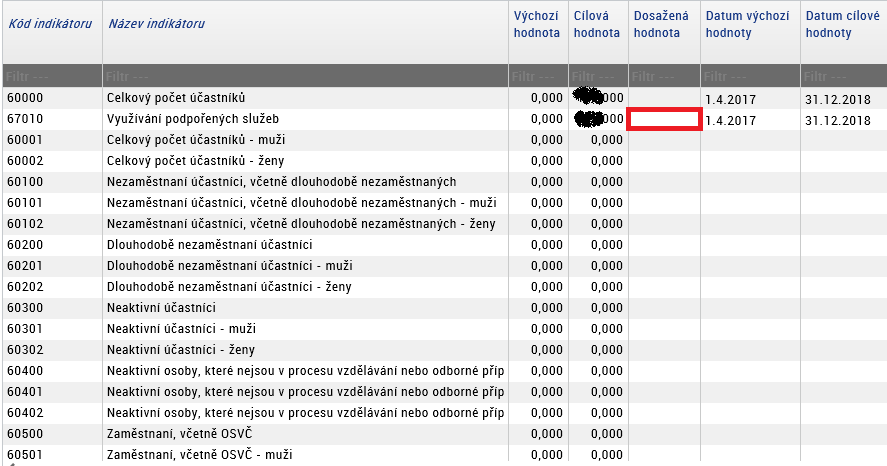 Kód indikátoru Název indikátoru Výchozí hodnota Cílová hodnota Dosažená hodnota Datum výchozí hodnoty Datum cílové hodnoty
Filtr --- Filtr --- Filtr --- Filtr --- Filtr --- Filtr --- Filtr ---
60000 Celkový počet účastníků 0,000 000 1.4.2017 31.12.2018
67010 Využívání podpořených služeb 0,000 000 1.4.2017 31.12.2018
60001 Celkový počet účastníků - muži 0,000 0,000
60002 Celkový počet účastníků - ženy 0,000 0,000
60100 Nezaměstnaní účastníci, včetně dlouhodobě nezaměstnaných 0,000 0,000
60101 Nezaměstnaní účastníci, včetně dlouhodobě nezaměstnaných - muži 0,000 0,000
60102 Nezaměstnaní účastníci, včetně dlouhodobě nezaměstnaných - ženy 0,000 0,000
60200 Dlouhodobě nezaměstnaní účastníci 0,000 0,000
60201 Dlouhodobě nezaměstnaní účastníci - muži 0,000 0,000
60202 Dlouhodobě nezaměstnaní účastníci - ženy 0,000 0,000
60300 Neaktivní účastníci 0,000 0,000
60301 Neaktivní účastníci - muži 0,000 0,000
60302 Neaktivní účastníci - ženy 0,000 0,000
60400 Neaktivní osoby, které nejsou v procesu vzdělávání nebo odborné příp 0,000 0,000
60401 Neaktivní osoby, které nejsou v procesu vzdělávání nebo odborné příp 0,000 0,000
60402 Neaktivní osoby, které nejsou v procesu vzdělávání nebo odborné příp 0,000 0,000
60500 Zaměstnaní, včetně OSVČ 0,000 0,000
60501 Zaměstnaní, včetně OSVČ - muži 0,000 0,000